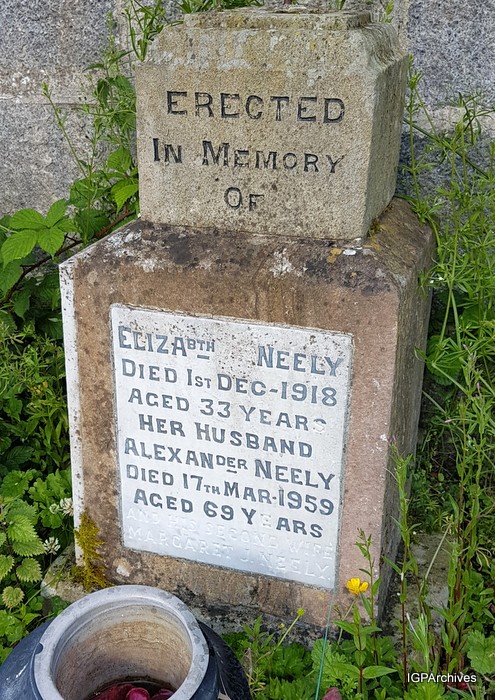 ERECTED
IN MEMORY
OF
ELIZABTH NEELY
DIED 1ST DEC-1918
AGED 33 YEARS
HER HUSBAND
ALEXANDER NEELY
DIED 17TH MAR-1959
AGED 69 YEARS
AND HIS SECOND WIFE
MARGARET NEELY
IGPArchives